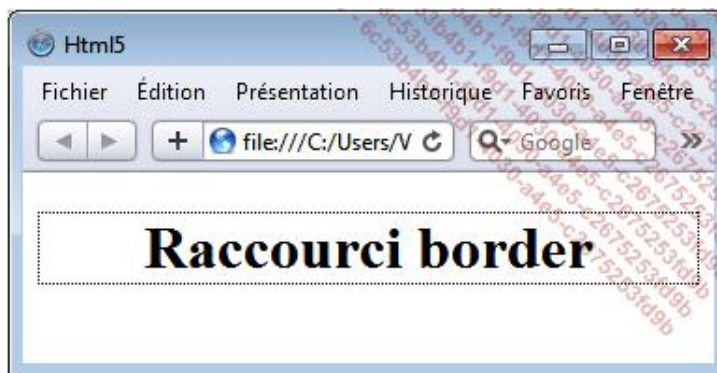 Html5
Fichier Édition Présentation Historique Favoris Fenêtre
file:///C:/Users/V Google
Raccourci border